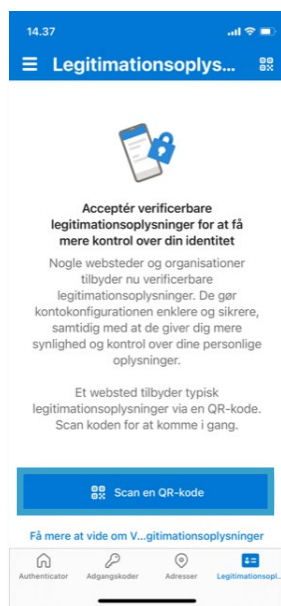 14.37
Legitimationsoplys...
Acceptér verificerbare
legitimationsoplysninger for at få
mere kontrol over din identitet
Nogle websteder og organisationer
tilbyder nu verificerbare
legitimationsoplysninger. De gør
kontokonfigurationen enklere og sikrere,
samtidig med at de giver dig mere
synlighed og kontrol over dine personlige
oplysninger.
Et websted tilbyder typisk
legitimationsoplysninger via en QR-kode.
Scan koden for at komme i gang.
Scan en QR-kode
Få mere at vide om V...gitimationsoplysninger
Authenticator Adgangskoder Adresser Legitimationsopl..